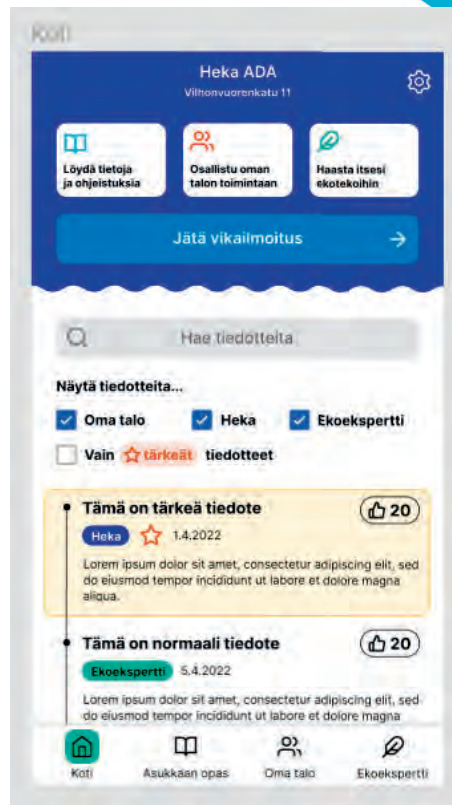 Koti
Heka ADA
Vilhonvuorenkatu 11
Löydä tietoja
ja ohjeistuksia
Osallistu oman
talon toimintaan
Haasta itsesi
ekotekoihin
Jätä vikailmoitus
Hae tiedotteita
Näytä tiedotteita...
Oma talo Heka Ekoekspertti
Vain tärkeät tiedotteet
Tämä on tärkeä tiedote 20
Heka 1.4.2022
Lorem ipsum dolor sit amet, consectetur adipiscing elit, sed
do eiusmod tempor incididunt ut labore et dolore magna
aliqua.
Tämä on normaali tiedote 20
Ekoekspertti 5.4.2022
Lorem ipsum dolor sit amet, consectetur adipiscing elit, sed
do eiusmod tempor incididunt ut labore et dolore magna
Koti Asukkaan opas Oma talo Ekoekspertti